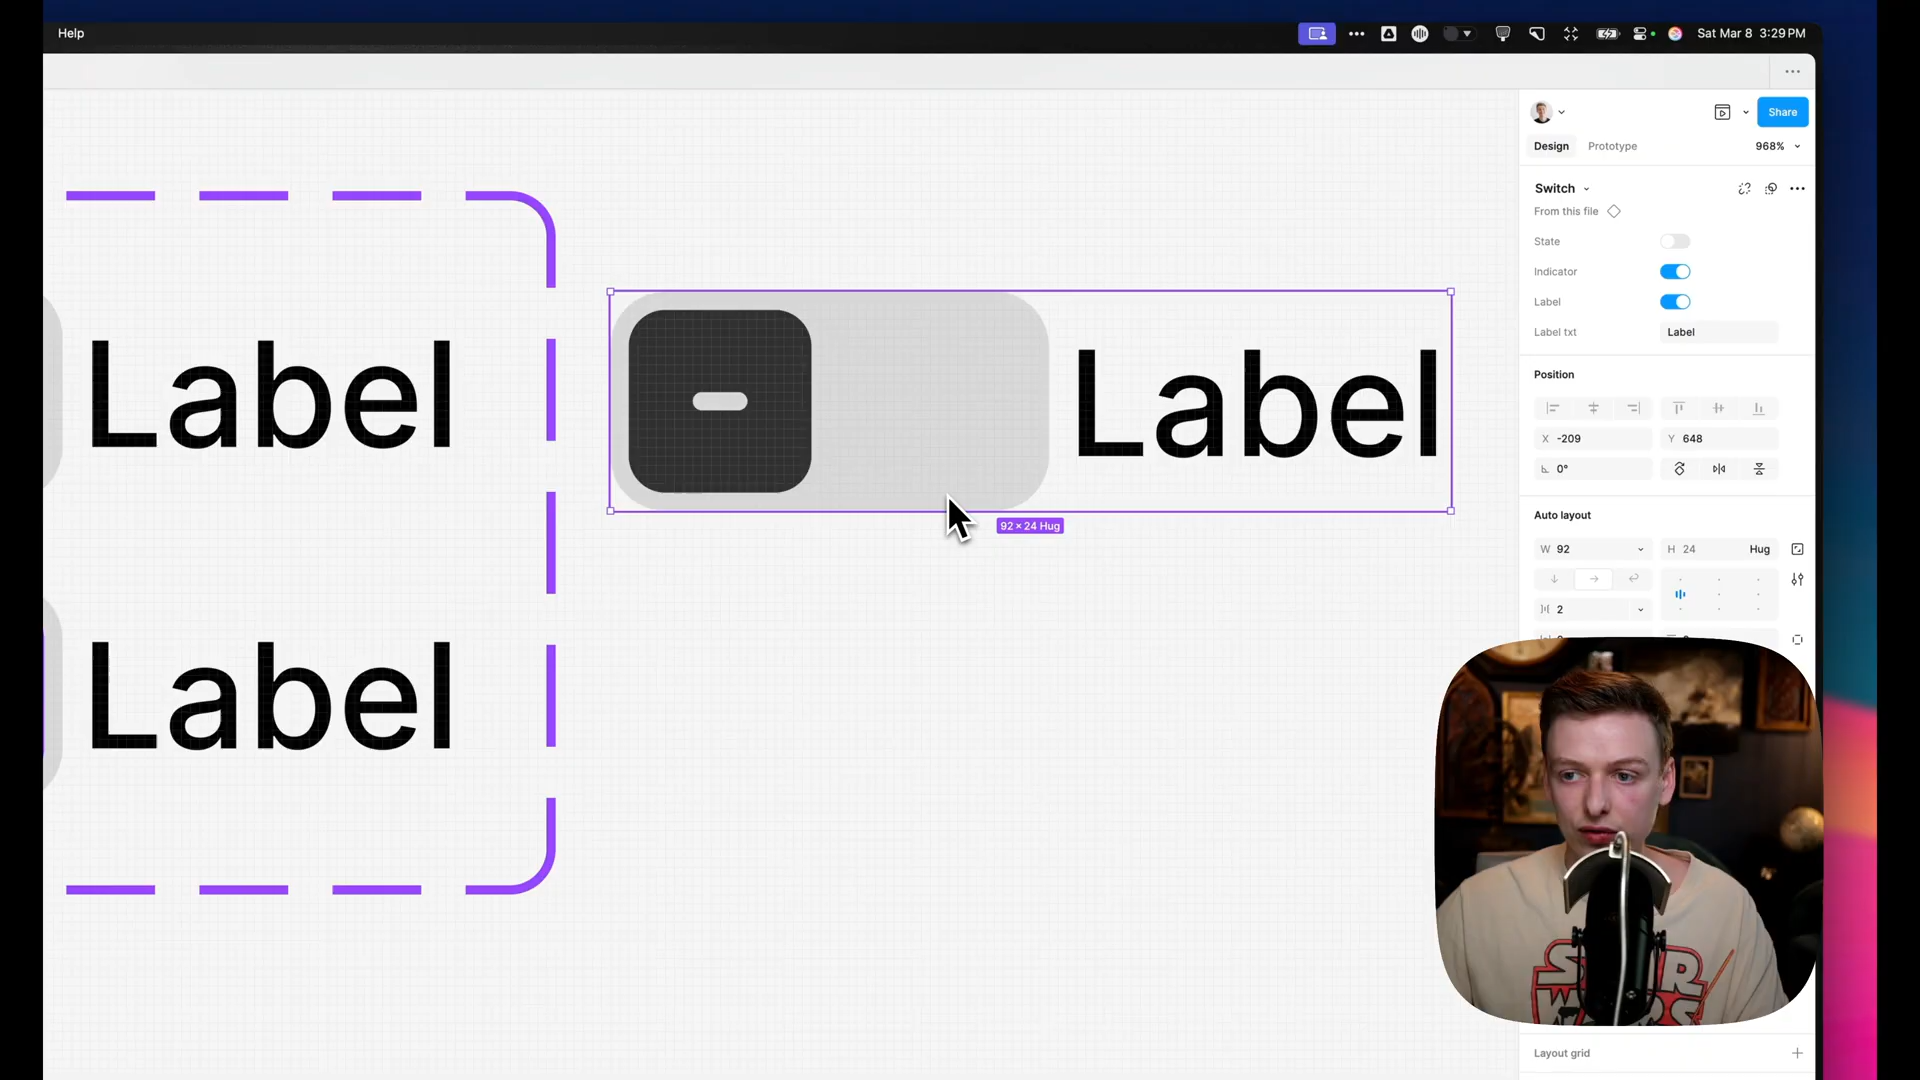 Help
Sat Mar 8 3:29 PM
Share
Design Prototype 968%
Switch
From this file
State
Indicator
Label
Label txt Label
Position
X -209 Y 648
0°
Auto layout
W 92 H 24 Hug
2
Label
Label
Label
92 × 24 Hug
STAR
WARS
Layout grid